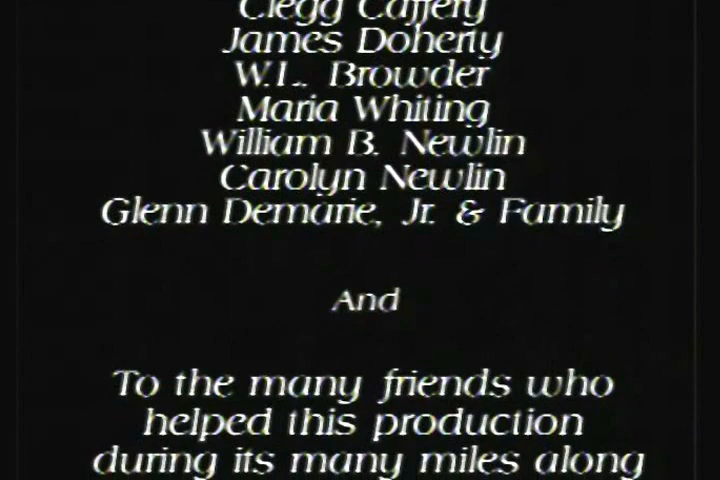 Clegg Caffery
James Doherty
W.L. Browder
Maria Whiting
William B. Newlin
Carolyn Newlin
Glenn Demarie, Jr. & Family
And
To the many friends who
helped this production
during its many miles along